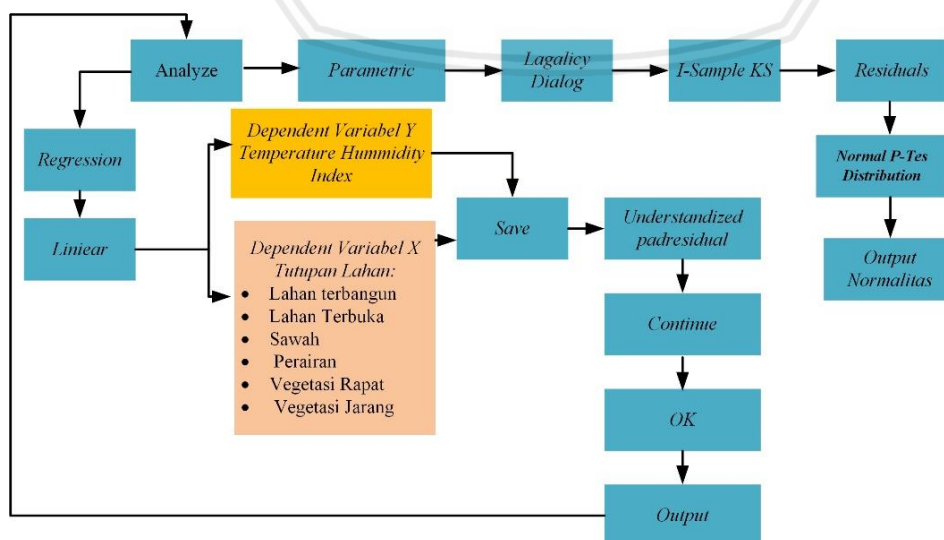 Analyze
Parametric
Lagalicy
Dialog
I-Sample KS
Residuals
Regression
Dependent Variabel Y
Temperature Hummidity
Index
Normal P-Tes
Distribution
Liniear
Dependent Variabel X
Tutupan Lahan:
• Lahan terbangun
• Lahan Terbuka
• Sawah
• Perairan
• Vegetasi Rapat
• Vegetasi Jarang
Save
Understandized
padresidual
Output
Normalitas
Continue
OK
Output